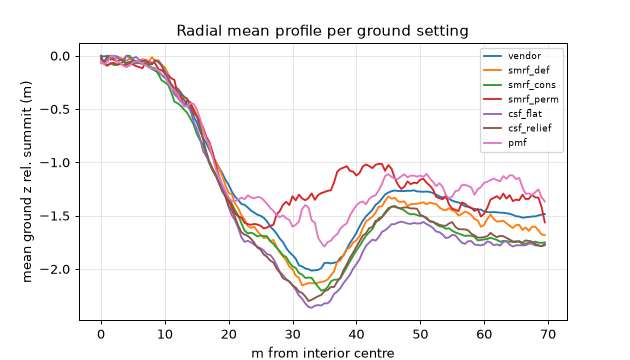 Radial mean profile per ground setting
mean ground z rel. summit (m)
0.0
−0.5
−1.0
−1.5
−2.0
vendor
smrf_def
smrf_cons
smrf_perm
csf_flat
csf_relief
pmf
0 10 20 30 40 50 60 70
m from interior centre